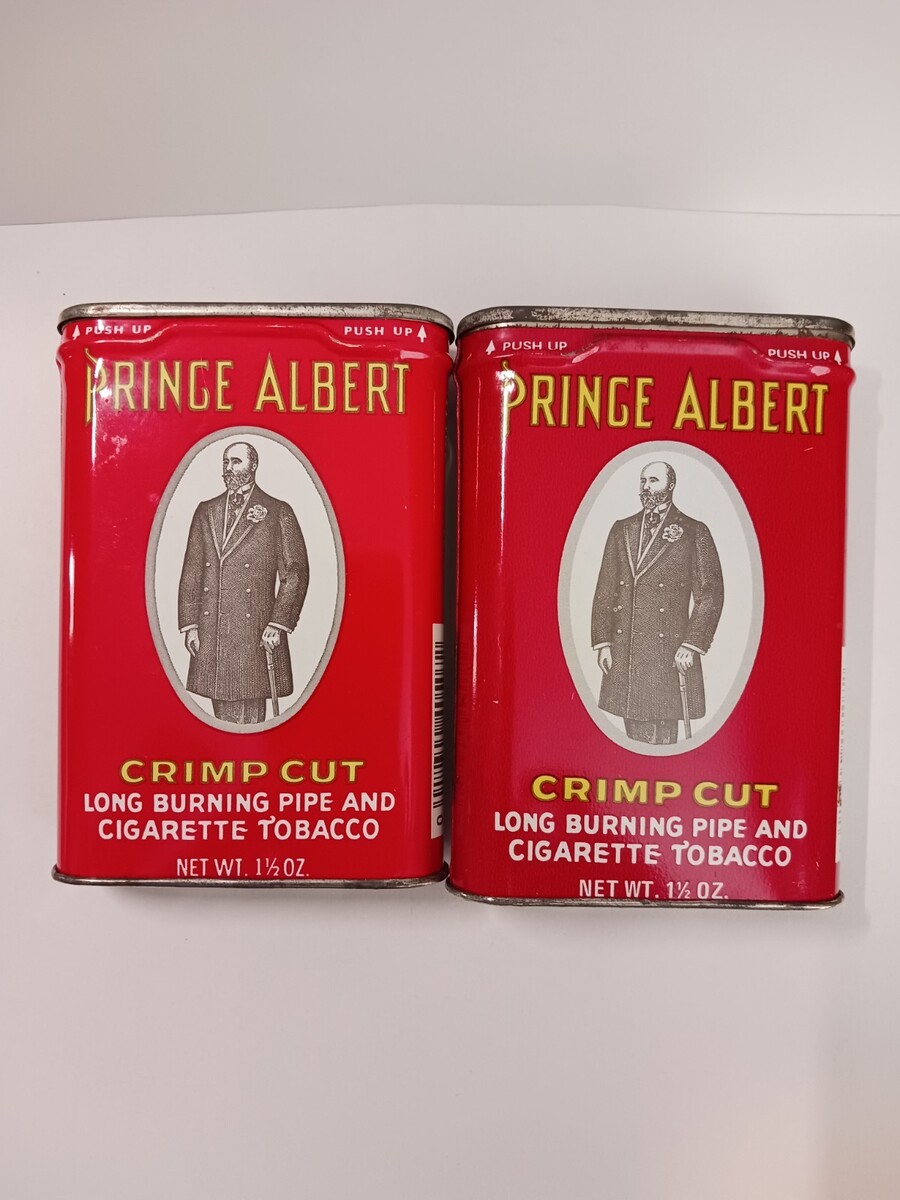 PUSH UP PUSH UP
PRINCE ALBERT
CRIMP CUT
LONG BURNING PIPE AND
CIGARETTE TOBACCO
NET WT. 1½ OZ.
PUSH UP PUSH UP
PRINCE ALBERT
CRIMP CUT
LONG BURNING PIPE AND
CIGARETTE TOBACCO
NET WT. 1½ OZ.